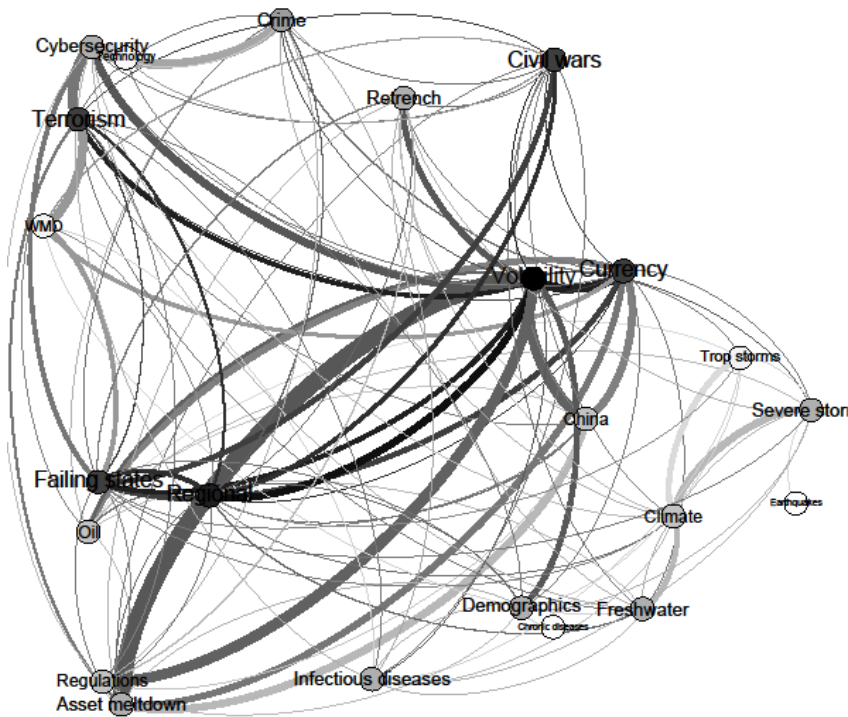 Crime
Cybersecurity
Technology
Civil wars
Retrench
Terrorism
WMD
Volatility
Currency
Trop storms
Severe storm
China
Failing states
Regional
Earthquakes
Climate
Oil
Demographics
Freshwater
Chronic diseases
Regulations
Infectious diseases
Asset meltdown